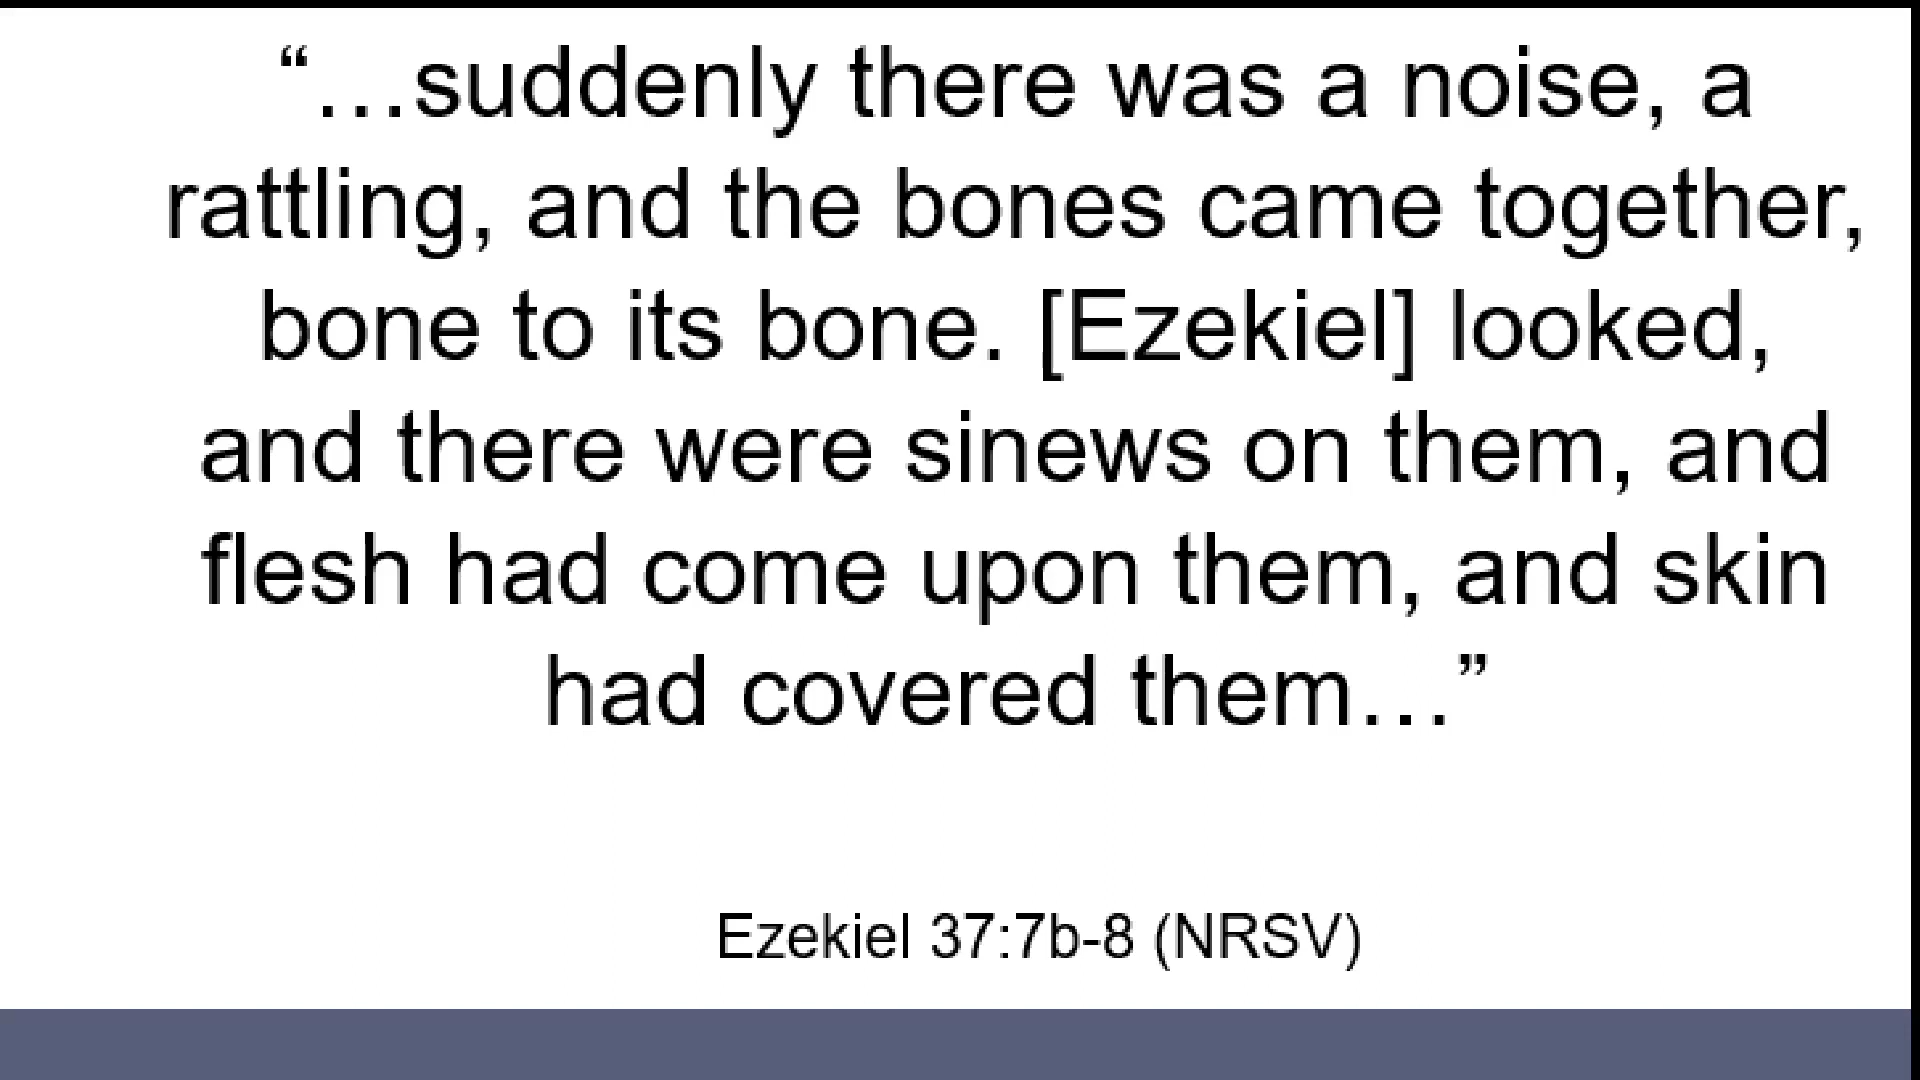 “…suddenly there was a noise, a
rattling, and the bones came together,
bone to its bone. [Ezekiel] looked,
and there were sinews on them, and
flesh had come upon them, and skin
had covered them…”
Ezekiel 37:7b-8 (NRSV)